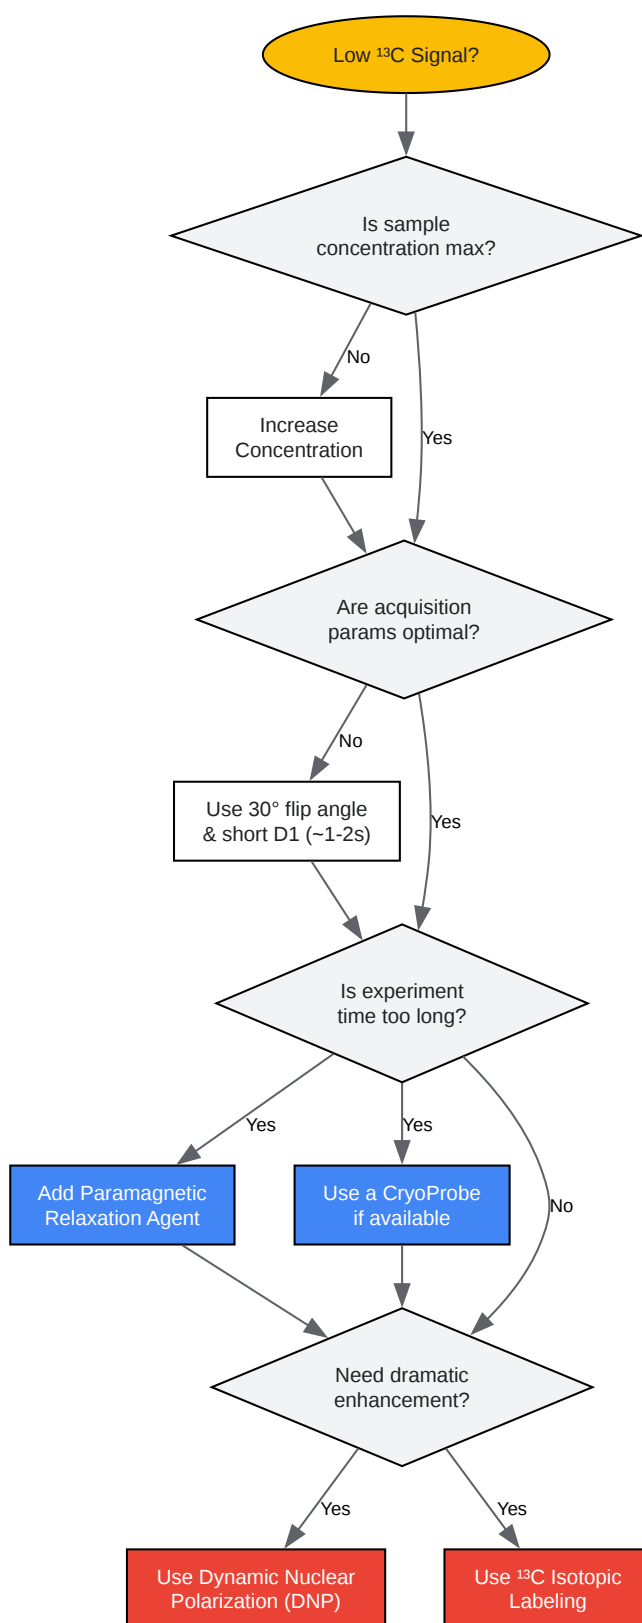 Low ¹³C Signal?
Is sample
concentration max?
No
Yes
Increase
Concentration
Are acquisition
params optimal?
No
Yes
Use 30° flip angle
& short D1 (~1-2s)
Is experiment
time too long?
Yes
Yes
No
Add Paramagnetic
Relaxation Agent
Use a CryoProbe
if available
Need dramatic
enhancement?
Yes
Yes
Use Dynamic Nuclear
Polarization (DNP)
Use ¹³C Isotopic
Labeling